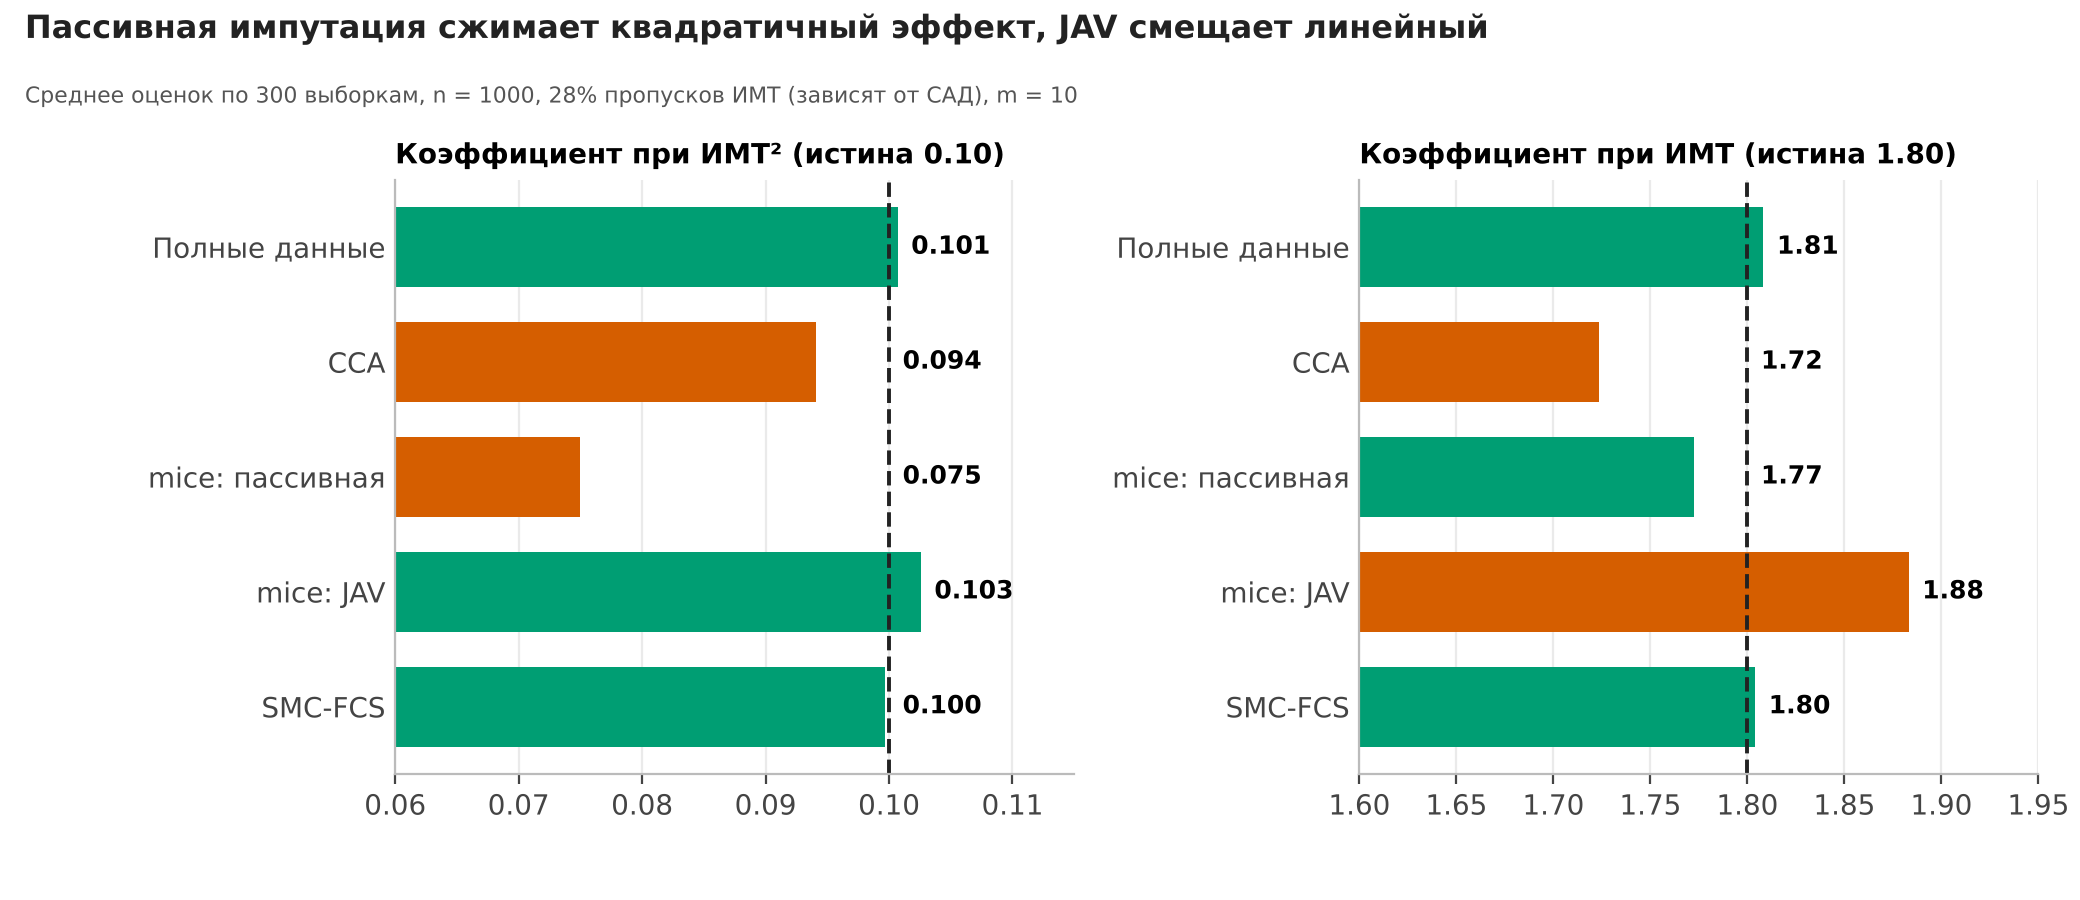 Пассивная импутация сжимает квадратичный эффект, JAV смещает линейный
Среднее оценок по 300 выборкам, n = 1000, 28% пропусков ИМТ (зависят от САД), m = 10
Коэффициент при ИМТ² (истина 0.10)
Полные данные 0.101
CCA 0.094
mice: пассивная 0.075
mice: JAV 0.103
SMC-FCS 0.100
0.06 0.07 0.08 0.09 0.10 0.11
Коэффициент при ИМТ (истина 1.80)
Полные данные 1.81
CCA 1.72
mice: пассивная 1.77
mice: JAV 1.88
SMC-FCS 1.80
1.60 1.65 1.70 1.75 1.80 1.85 1.90 1.95